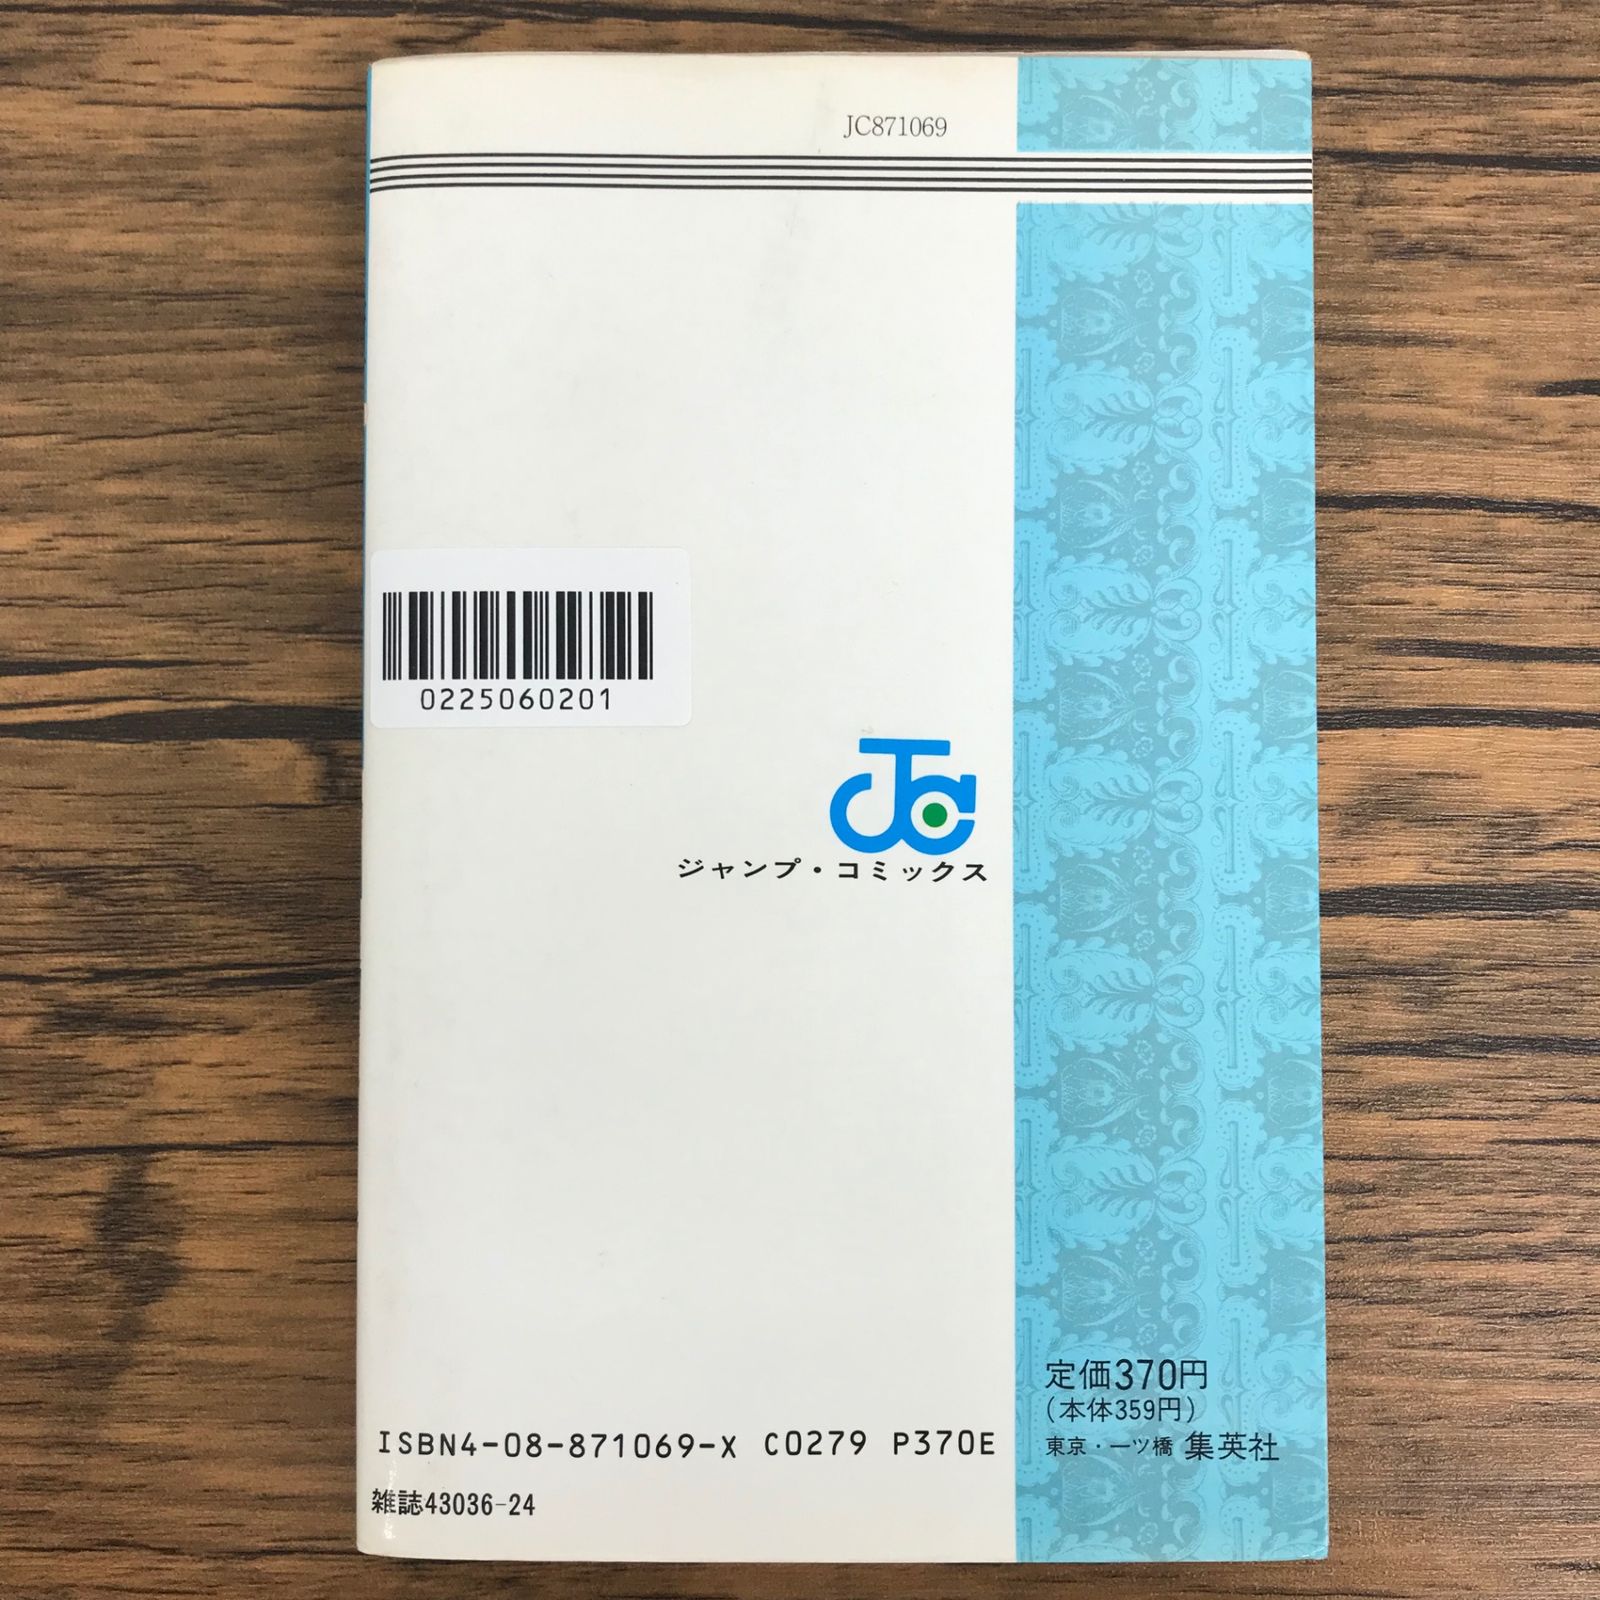 JC871069
0225060201
JC
ジャンプ・コミックス
定価370円
(本体359円)
東京・一ツ橋 集英社
ISBN4-08-871069-X C0279 P370E
雑誌43036-24